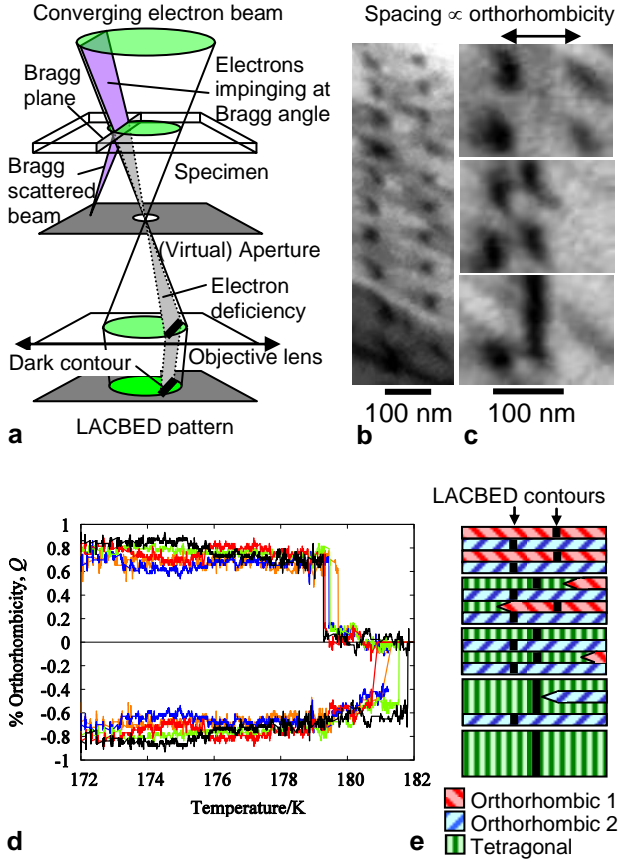 Converging electron beam
Bragg
plane
Electrons
impinging at
Bragg angle
Bragg
scattered
beam
Specimen
(Virtual) Aperture
Electron
deficiency
Dark contour
Objective lens
LACBED pattern
a
Spacing ∝ orthorhombicity
100 nm
b
100 nm
c
% Orthorhombicity, Q
1
0.8
0.6
0.4
0.2
0
-0.2
-0.4
-0.6
-0.8
-1
172
174
176
178
180
182
Temperature/K
d
LACBED contours
Orthorhombic 1
Orthorhombic 2
Tetragonal
e